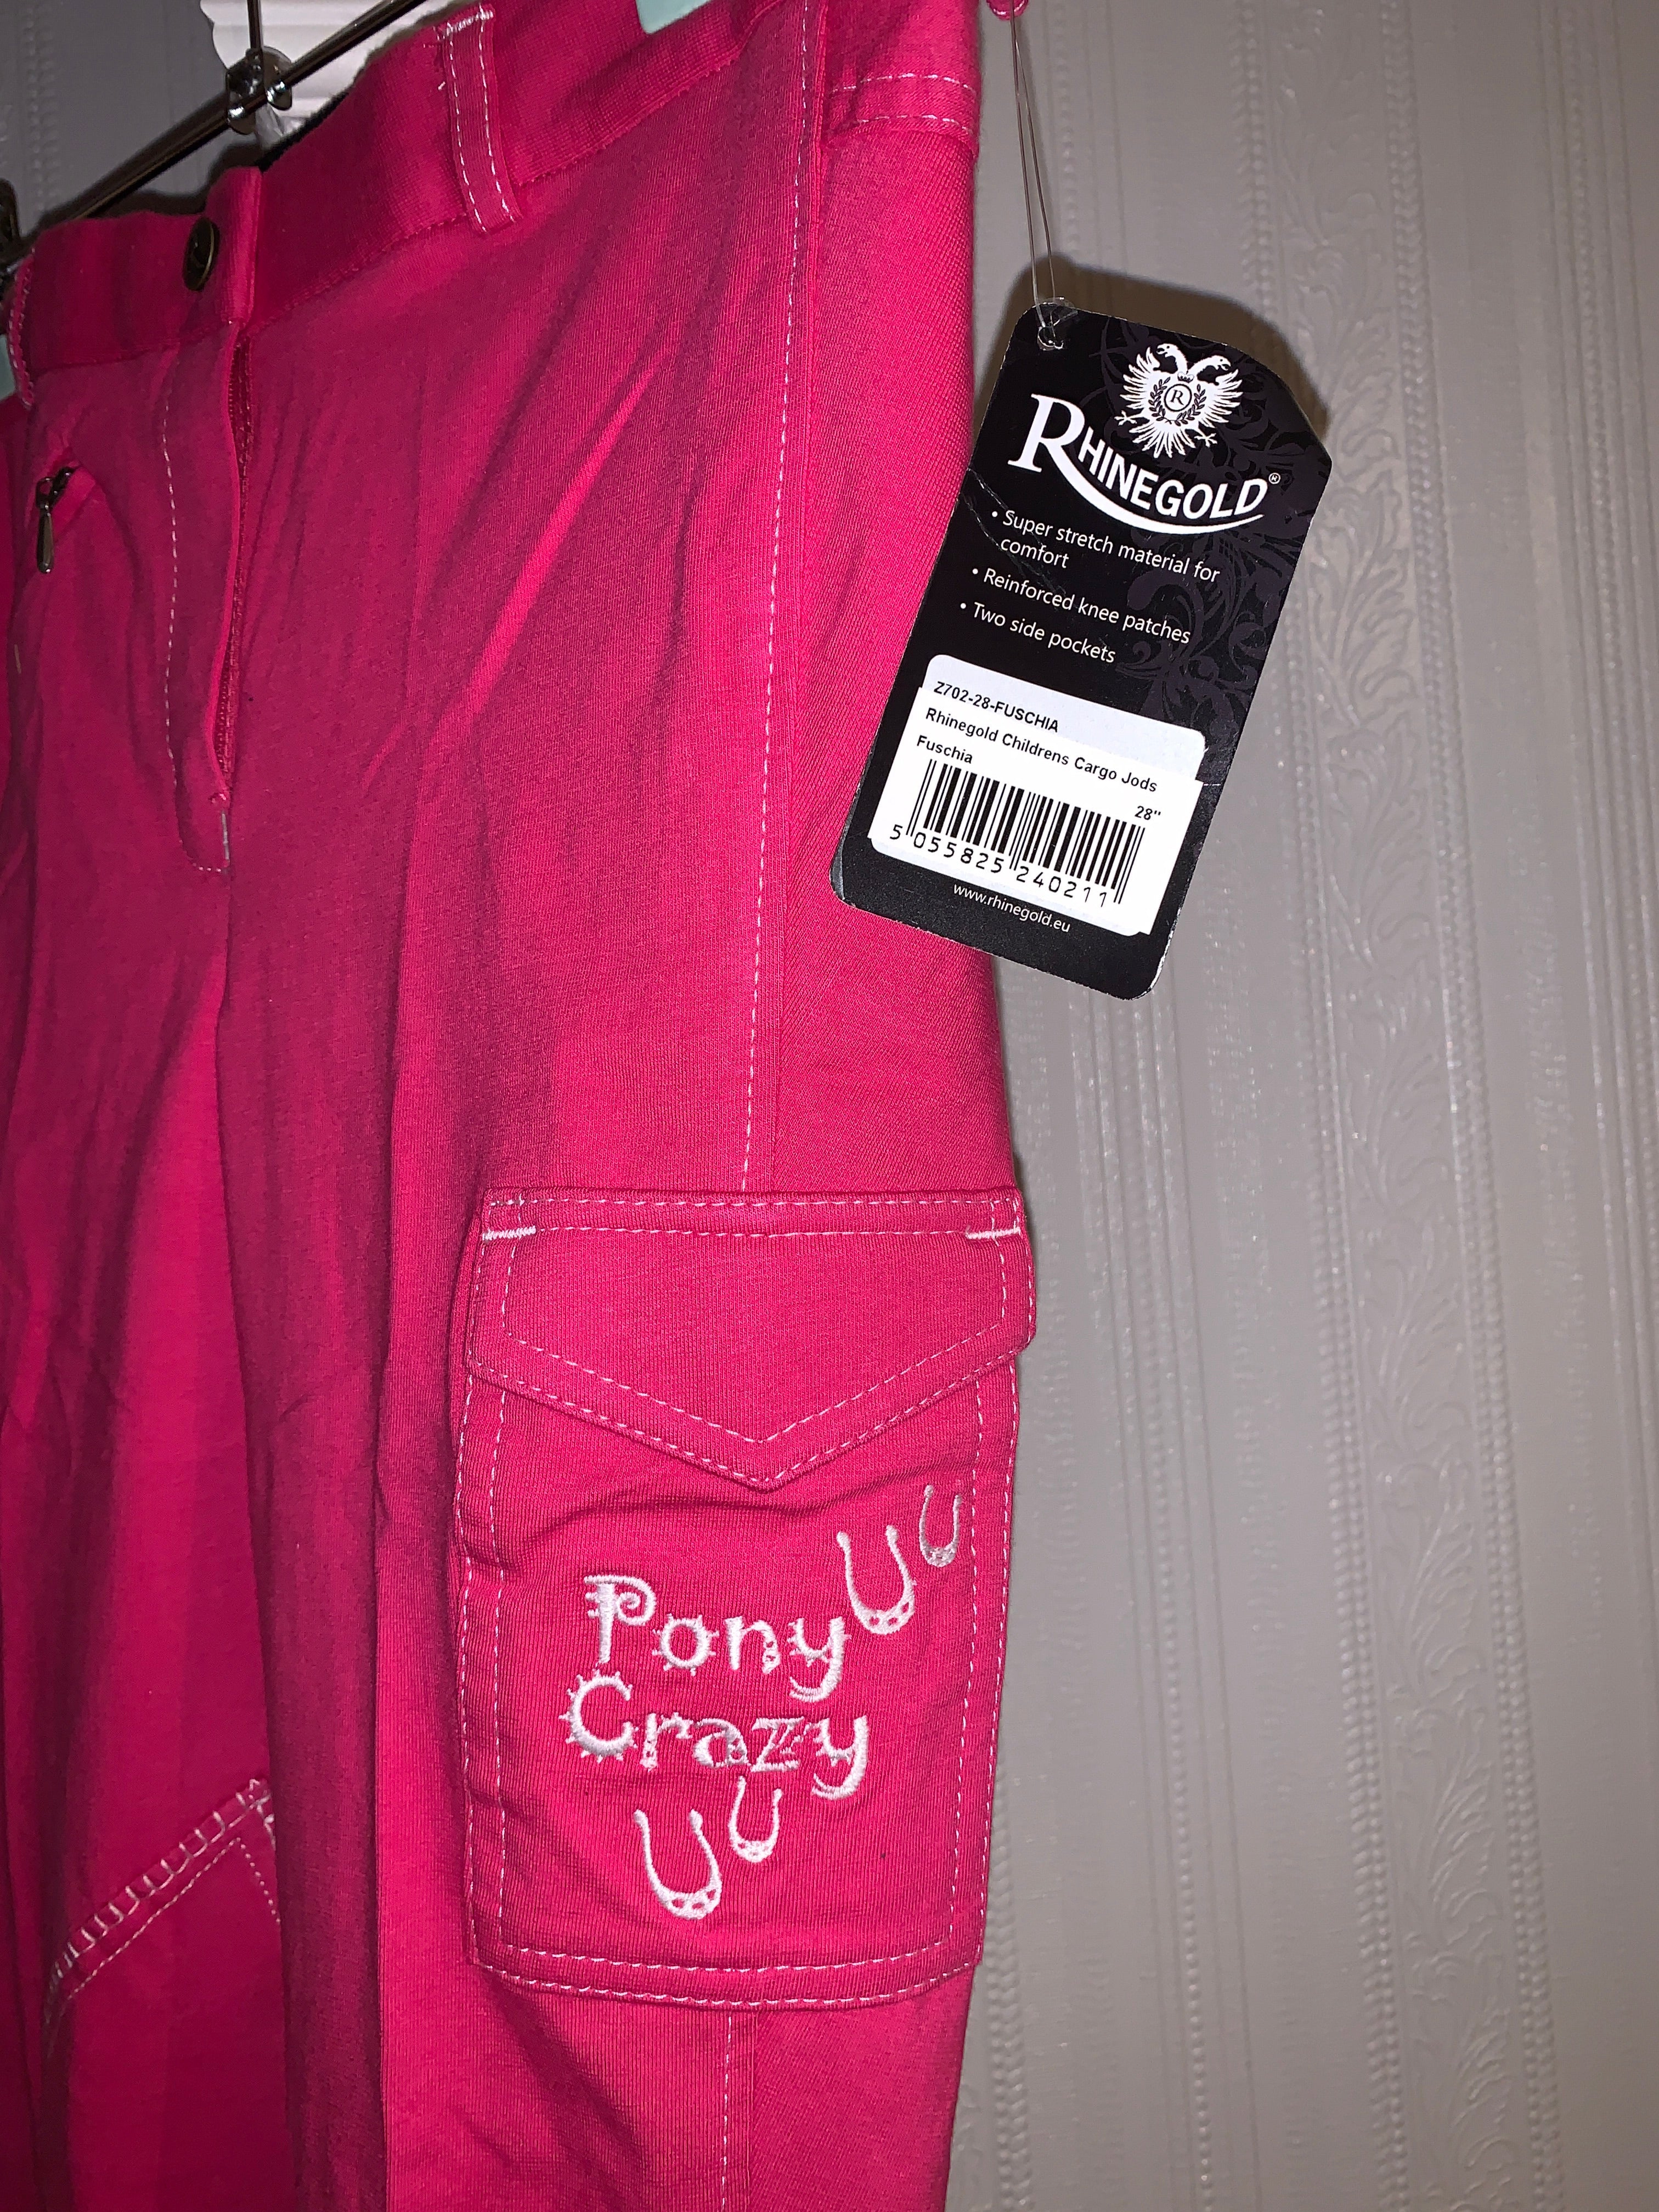 R
RHINEGOLD®
• Super stretch material for
comfort
• Reinforced knee patches
• Two side pockets
Z702-28-FUSCHIA
Rhinegold Childrens Cargo Jods
Fuschia
28"
5 055825 240211
www.rhinegold.eu
Pony
Crazy